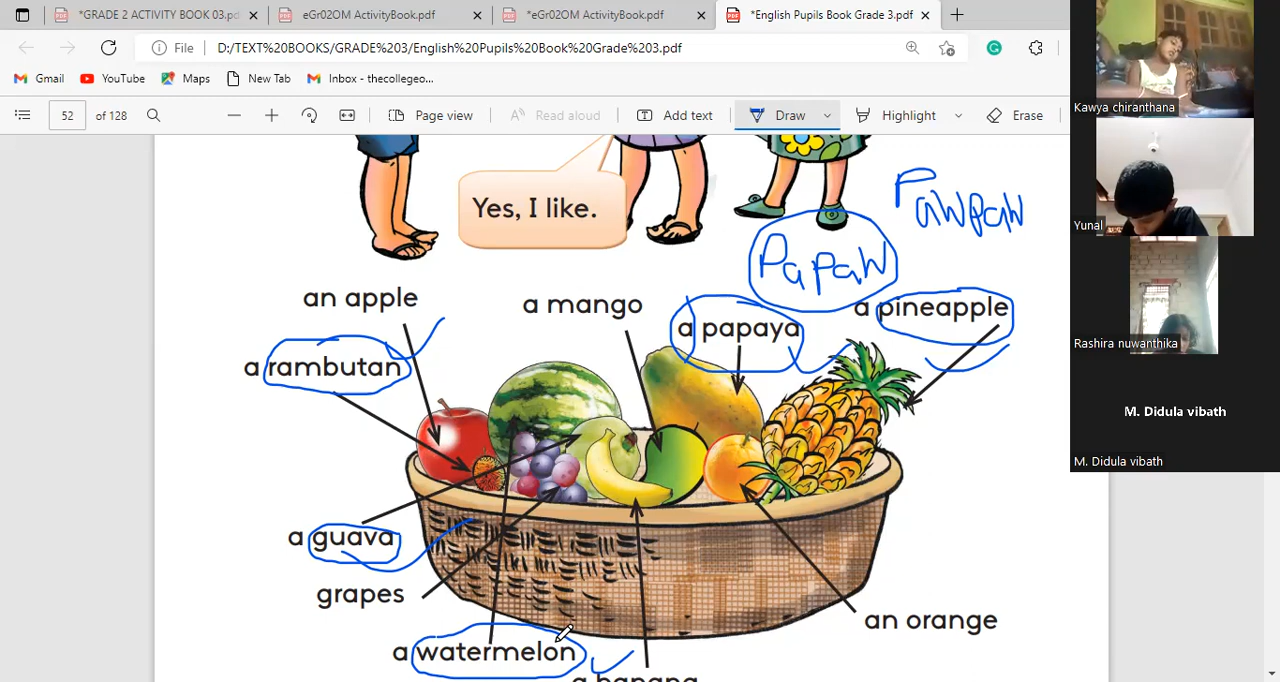 *GRADE 2 ACTIVITY BOOK 03.pd
eGr02OM ActivityBook.pdf
*eGr02OM ActivityBook.pdf
*English Pupils Book Grade 3.pdf
File
D:/TEXT%20BOOKS/GRADE%203/English%20Pupils%20Book%20Grade%203.pdf
Gmail
YouTube
Maps
New Tab
Inbox - thecollegeo...
52 of 128
Page view
Read aloud
Add text
Draw
Highlight
Erase
Kawya chiranthana
Yunal
Rashira nuwanthika
M. Didula vibath
M. Didula vibath
Yes, I like.
Pawpaw
Papaw
an apple
a mango
a papaya
a pineapple
a rambutan
a guava
grapes
a watermelon
a banana
an orange